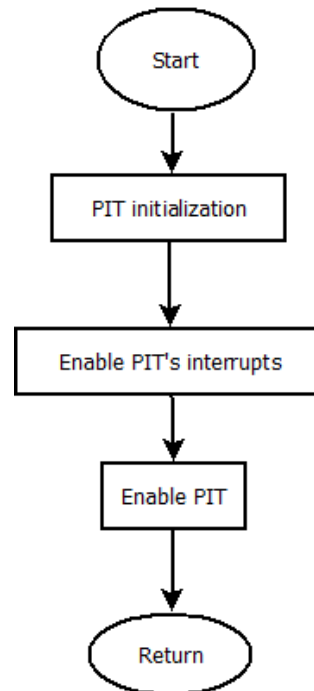 Start
PIT initialization
Enable PIT's interrupts
Enable PIT
Return